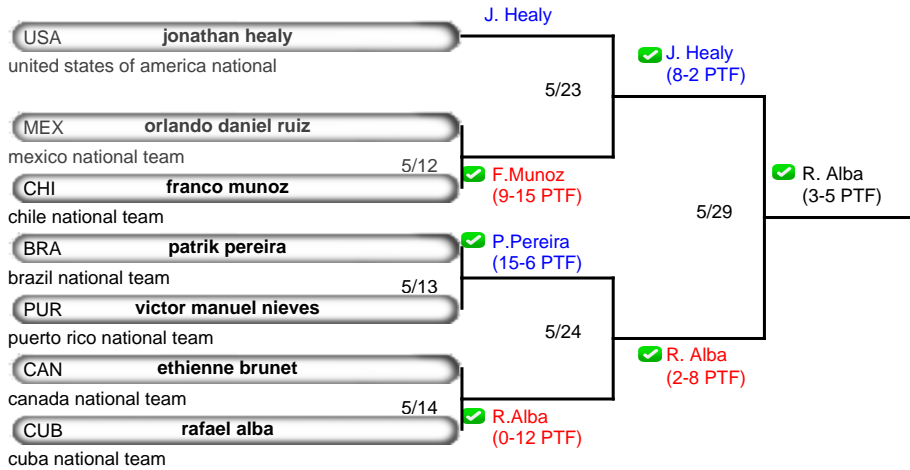 J. Healy
USA jonathan healy
united states of america national
J. Healy
(8-2 PTF)
5/23
MEX orlando daniel ruiz
mexico national team
5/12
CHI franco munoz
chile national team
F.Munoz
(9-15 PTF)
R. Alba
(3-5 PTF)
5/29
BRA patrik pereira
brazil national team
P.Pereira
(15-6 PTF)
5/13
PUR victor manuel nieves
puerto rico national team
5/24
CAN ethienne brunet
canada national team
R. Alba
(2-8 PTF)
5/14
CUB rafael alba
cuba national team
R.Alba
(0-12 PTF)